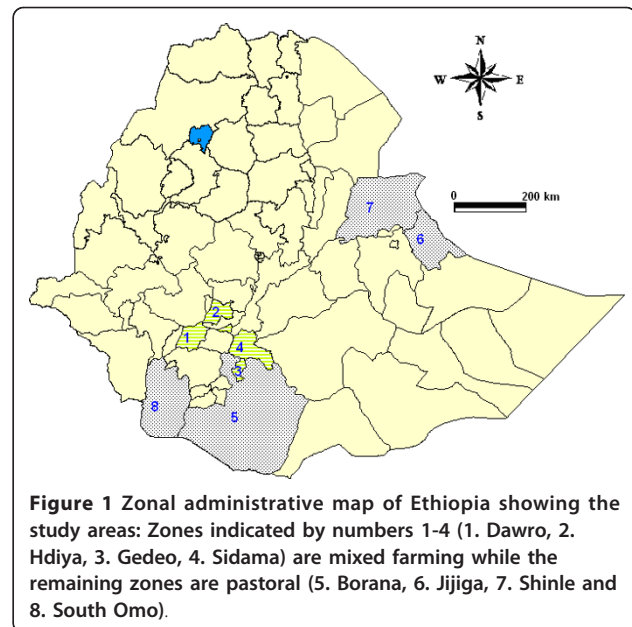 N
W E
S
0 200 km
7
6
2
1
4
3
8
5
Figure 1 Zonal administrative map of Ethiopia showing the
study areas: Zones indicated by numbers 1-4 (1. Dawro, 2.
Hdiya, 3. Gedeo, 4. Sidama) are mixed farming while the
remaining zones are pastoral (5. Borana, 6. Jijiga, 7. Shinle and
8. South Omo).